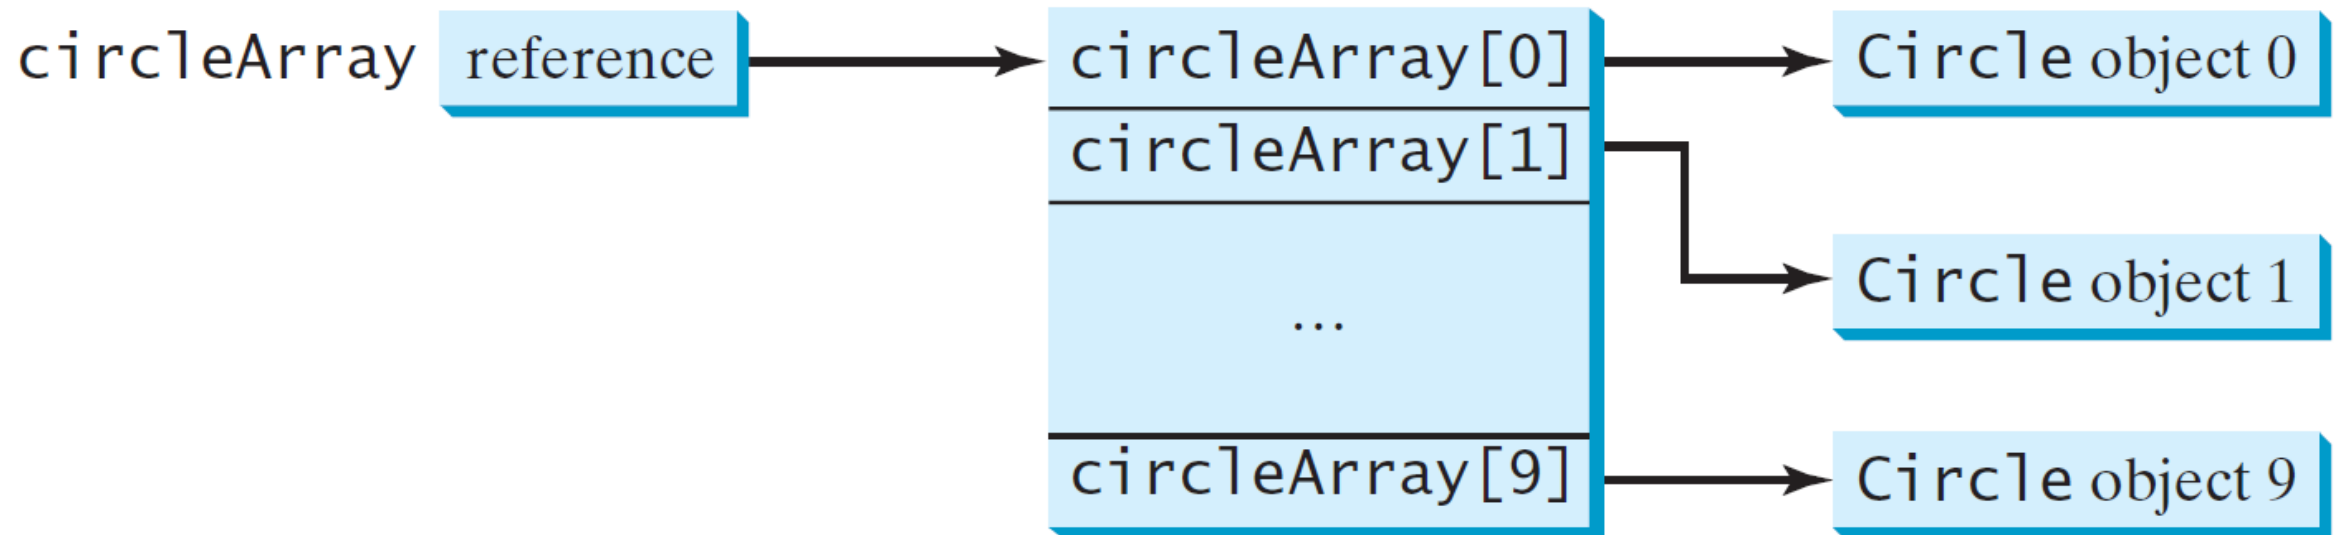 circleArray reference circleArray[0] Circle object 0
circleArray[1]
Circle object 1
...
circleArray[9] Circle object 9